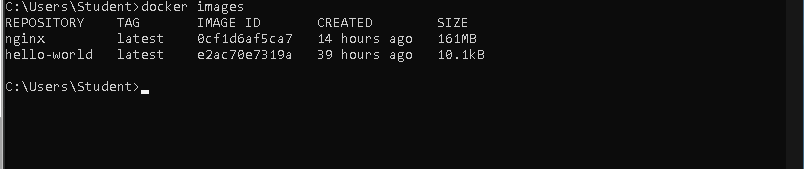 C:\Users\Student>docker images
REPOSITORY    TAG       IMAGE ID       CREATED        SIZE
nginx         latest    0cf1d6af5ca7   14 hours ago   161MB
hello-world   latest    e2ac70e7319a   39 hours ago   10.1kB
C:\Users\Student>